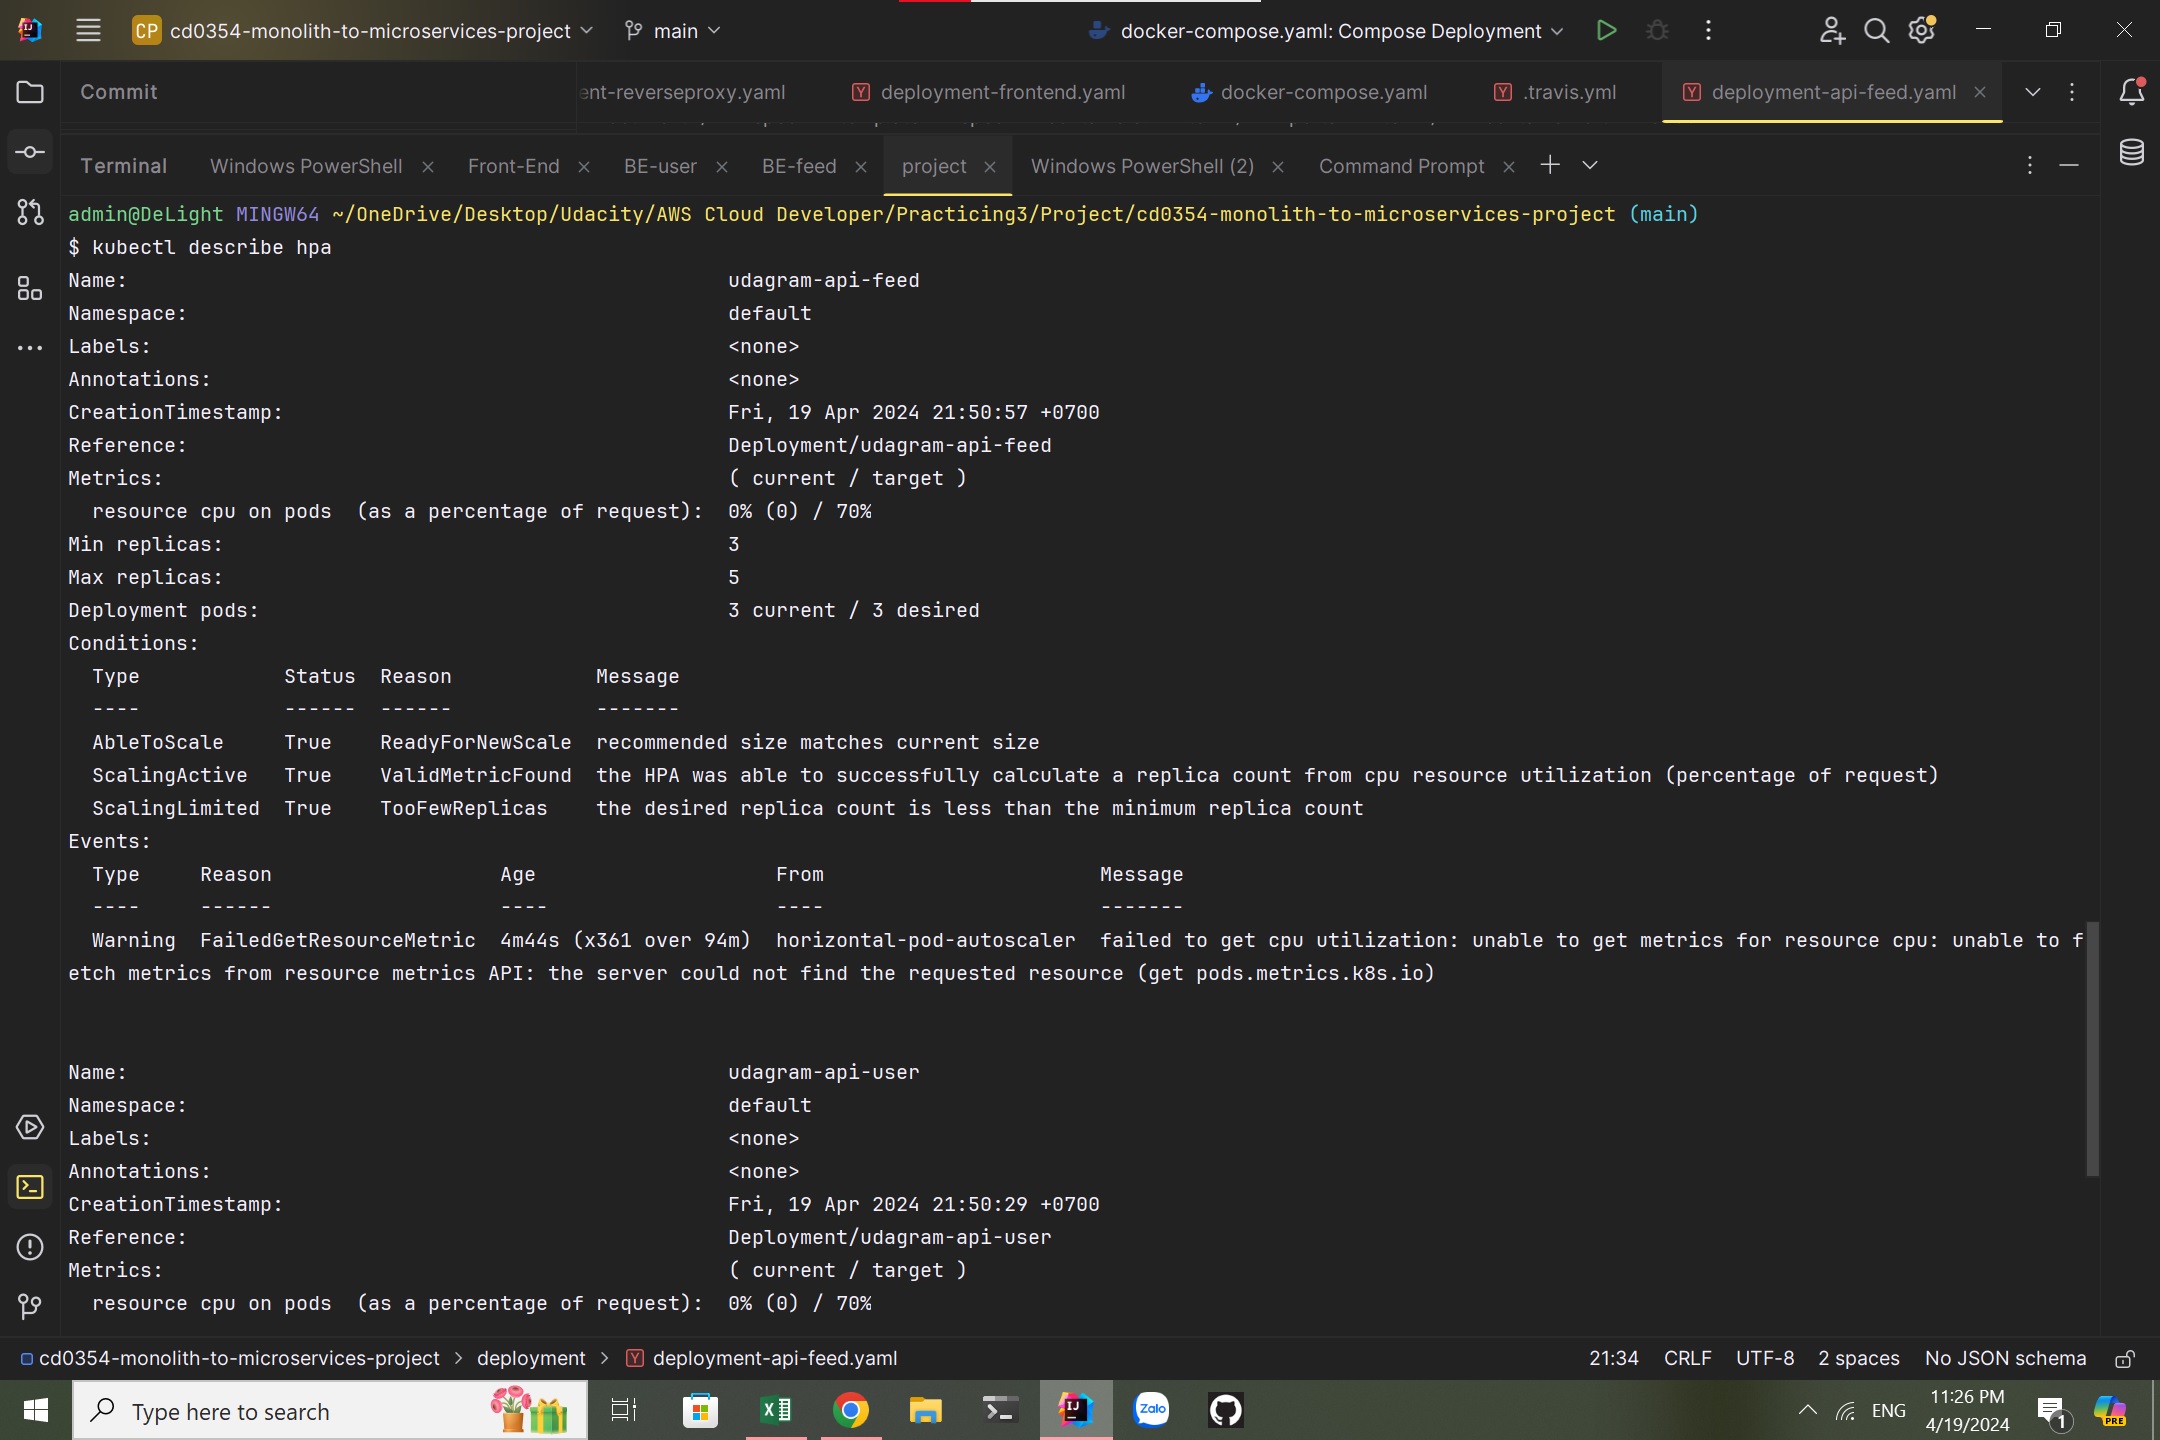 CP cd0354-monolith-to-microservices-project main docker-compose.yaml: Compose Deployment
Commit ent-reverseproxy.yaml deployment-frontend.yaml docker-compose.yaml .travis.yml deployment-api-feed.yaml
Terminal Windows PowerShell Front-End BE-user BE-feed project Windows PowerShell (2) Command Prompt
admin@DeLight MINGW64 ~/OneDrive/Desktop/Udacity/AWS Cloud Developer/Practicing3/Project/cd0354-monolith-to-microservices-project (main)
$ kubectl describe hpa
Name: udagram-api-feed
Namespace: default
Labels: <none>
Annotations: <none>
CreationTimestamp: Fri, 19 Apr 2024 21:50:57 +0700
Reference: Deployment/udagram-api-feed
Metrics: ( current / target )
resource cpu on pods (as a percentage of request): 0% (0) / 70%
Min replicas: 3
Max replicas: 5
Deployment pods: 3 current / 3 desired
Conditions:
Type Status Reason Message
---- ------ ------ -------
AbleToScale True ReadyForNewScale recommended size matches current size
ScalingActive True ValidMetricFound the HPA was able to successfully calculate a replica count from cpu resource utilization (percentage of request)
ScalingLimited True TooFewReplicas the desired replica count is less than the minimum replica count
Events:
Type Reason Age From Message
---- ------ ---- ---- -------
Warning FailedGetResourceMetric 4m44s (x361 over 94m) horizontal-pod-autoscaler failed to get cpu utilization: unable to get metrics for resource cpu: unable to f
etch metrics from resource metrics API: the server could not find the requested resource (get pods.metrics.k8s.io)
Name: udagram-api-user
Namespace: default
Labels: <none>
Annotations: <none>
CreationTimestamp: Fri, 19 Apr 2024 21:50:29 +0700
Reference: Deployment/udagram-api-user
Metrics: ( current / target )
resource cpu on pods (as a percentage of request): 0% (0) / 70%
cd0354-monolith-to-microservices-project > deployment > deployment-api-feed.yaml 21:34 CRLF UTF-8 2 spaces No JSON schema
Type here to search Zalo ENG 11:26 PM
4/19/2024 1 PRE